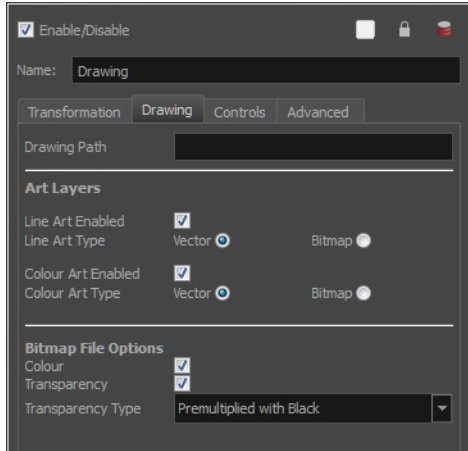 Enable/Disable
Name: Drawing
Transformation Drawing Controls Advanced
Drawing Path
Art Layers
Line Art Enabled
Line Art Type Vector Bitmap
Colour Art Enabled
Colour Art Type Vector Bitmap
Bitmap File Options
Colour
Transparency
Transparency Type Premultiplied with Black